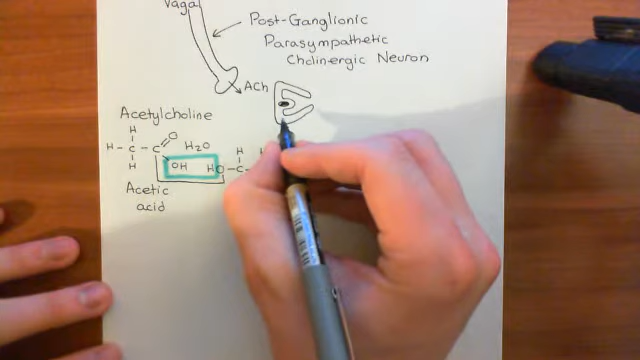 Vagal
Post-Ganglionic
Parasympathetic
Cholinergic Neuron
ACh
Acetylcholine
H O H₂O H
H - C - C OH HO - C -
H
Acetic
acid